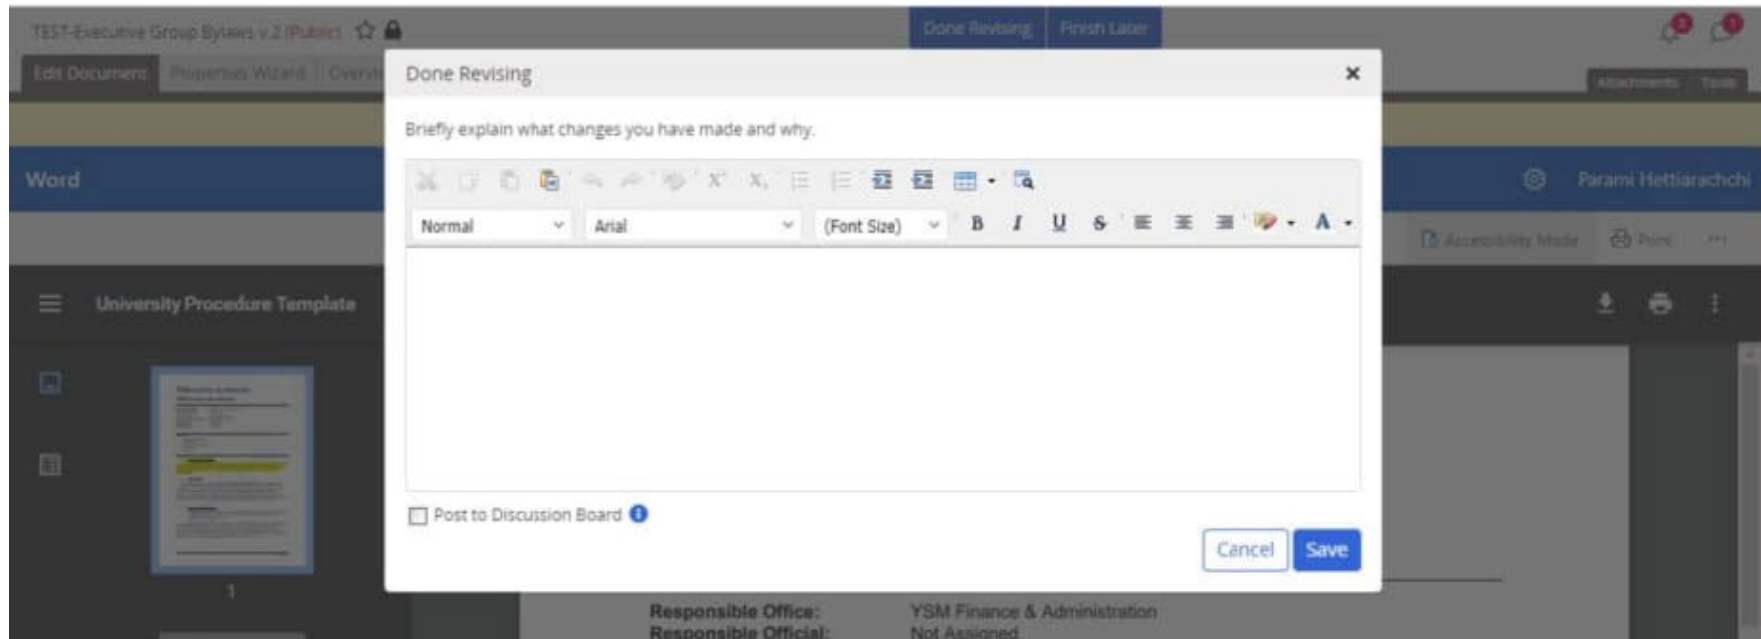 TEST-Executive Group Bylaws v.2 (Public)
Done Revising Finish Later
Edit Document Properties Wizard
Attachments Tools
Done Revising
Briefly explain what changes you have made and why.
Word
Parami Hettiarachchi
Normal Arial (Font Size) B I U S A
Accessibility Mode Print ...
University Procedure Template
Post to Discussion Board
Cancel Save
1
Responsible Office: YSM Finance & Administration
Responsible Official: Not Assigned